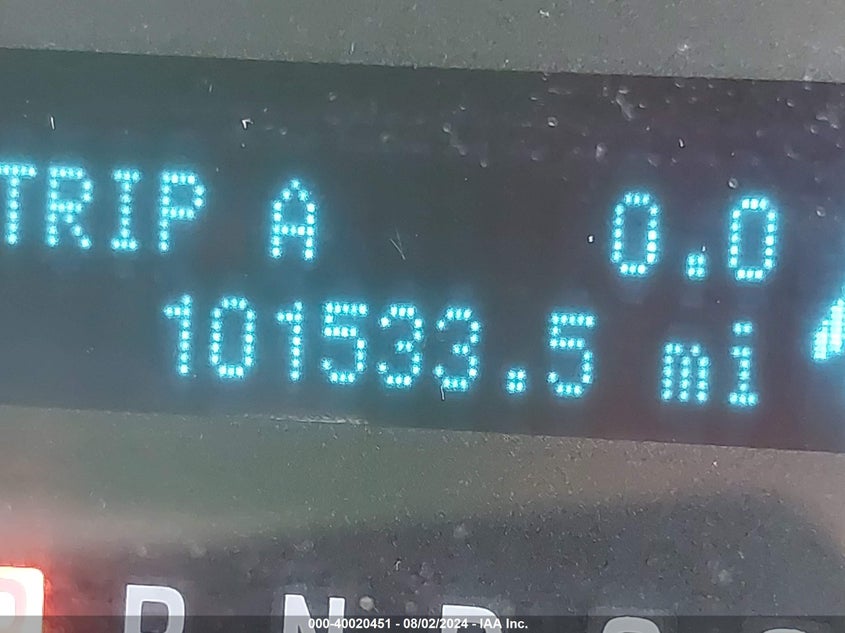 TRIP A 0.0
101533.5 mi
P R N D
000-40020451 - 08/02/2024 - IAA Inc.